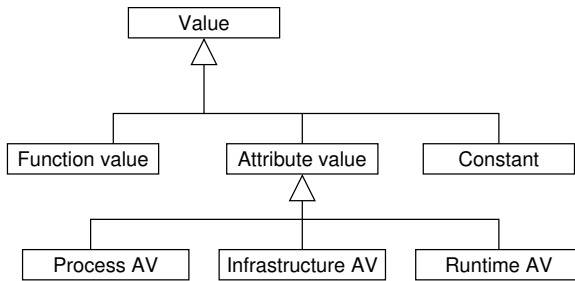 Value
Function value
Attribute value
Constant
Process AV
Infrastructure AV
Runtime AV